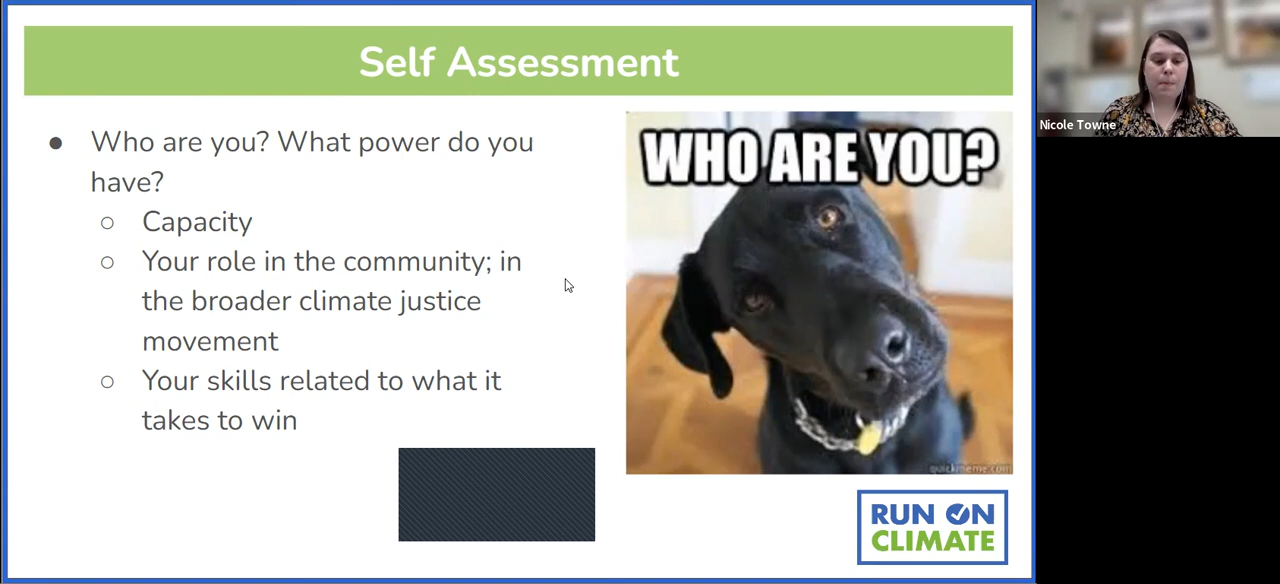 Self Assessment
● Who are you? What power do you
have?
○ Capacity
○ Your role in the community; in
the broader climate justice
movement
○ Your skills related to what it
takes to win
WHO ARE YOU?
quickmeme.com
RUN ON
CLIMATE
Nicole Towne